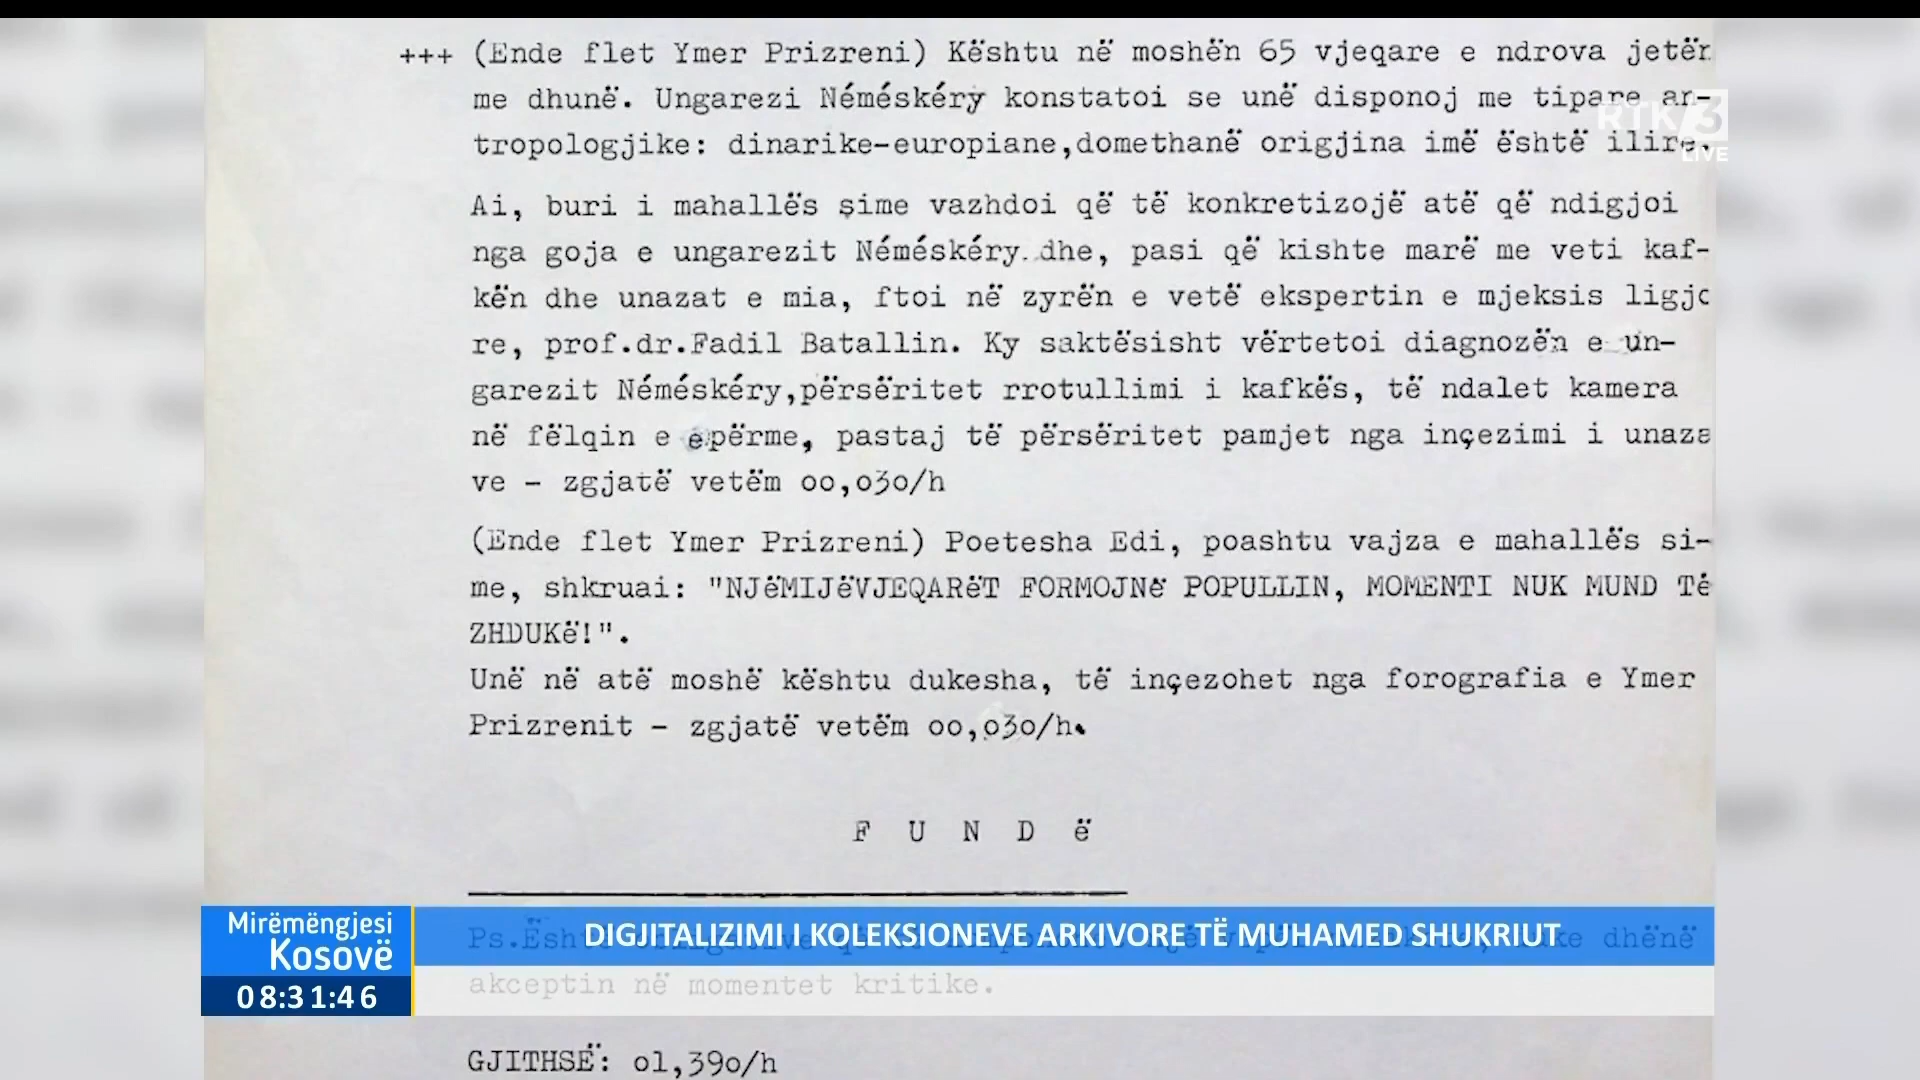 +++ (Ende flet Ymer Prizreni) Kështu në moshën 65 vjeqare e ndrova jetën
me dhunë. Ungarezi Néméskéry konstatoi se unë disponoj me tipare an-
tropologjike: dinarike-europiane,domethanë origjina imë është ilire.
RTK 3
LIVE
Ai, buri i mahallës sime vazhdoi që të konkretizojë atë që ndigjoi
nga goja e ungarezit Néméskéry dhe, pasi që kishte marë me veti kaf-
kën dhe unazat e mia, ftoi në zyrën e vetë ekspertin e mjeksis ligjo
re, prof.dr.Fadil Batallin. Ky saktësisht vërtetoi diagnozën e un-
garezit Néméskéry,përsëritet rrotullimi i kafkës, të ndalet kamera
në fëlqin e epërme, pastaj të përsëritet pamjet nga inçezimi i unaza
ve - zgjatë vetëm oo,o3o/h
(Ende flet Ymer Prizreni) Poetesha Edi, poashtu vajza e mahallës si-
me, shkruai: "NJëMIJëVJEQARëT FORMOJNë POPULLIN, MOMENTI NUK MUND Të
ZHDUKë!".
Unë në atë moshë kështu dukesha, të inçezohet nga forografia e Ymer
Prizrenit - zgjatë vetëm oo,o3o/h.
F U N D ë
Ps.Është dhënë
akceptin në momentet kritike.
GJITHSË: o1,39o/h
Mirëmëngjesi
Kosovë
08:31:46
DIGJITALIZIMI I KOLEKSIONEVE ARKIVORE TË MUHAMED SHUKRIUT